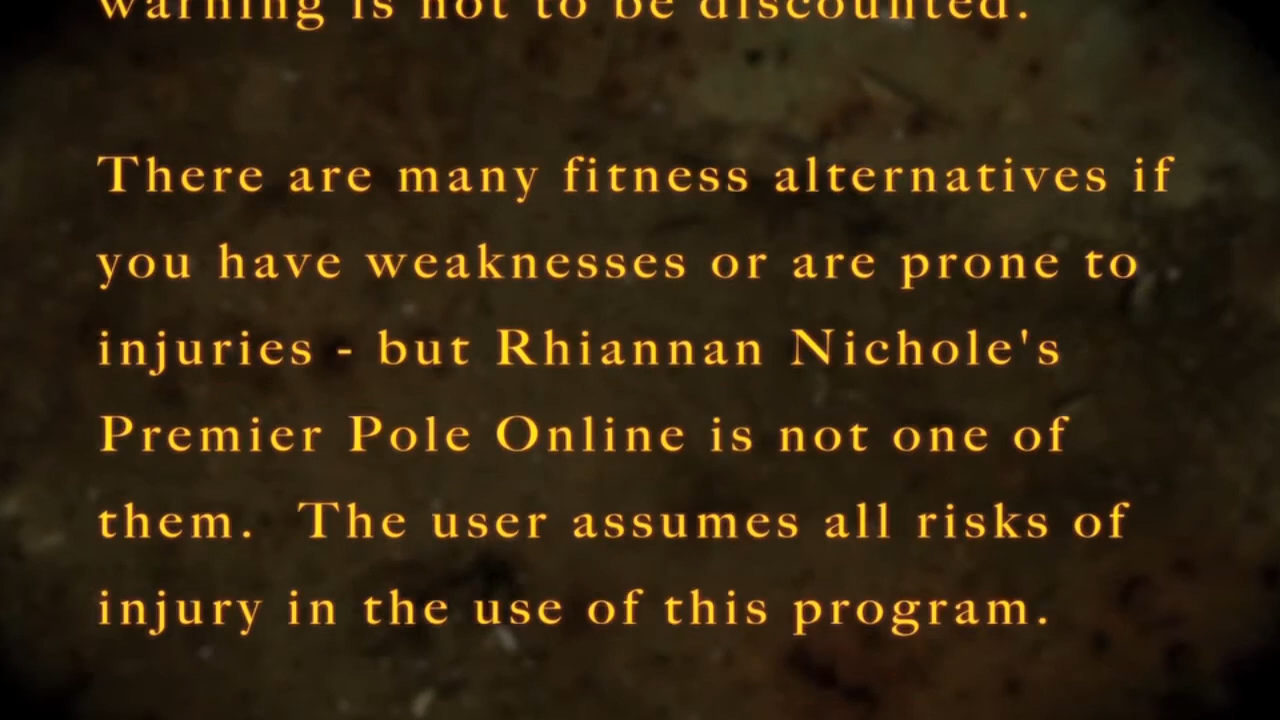 warning is not to be discounted.
There are many fitness alternatives if
you have weaknesses or are prone to
injuries - but Rhiannan Nichole's
Premier Pole Online is not one of
them.  The user assumes all risks of
injury in the use of this program.